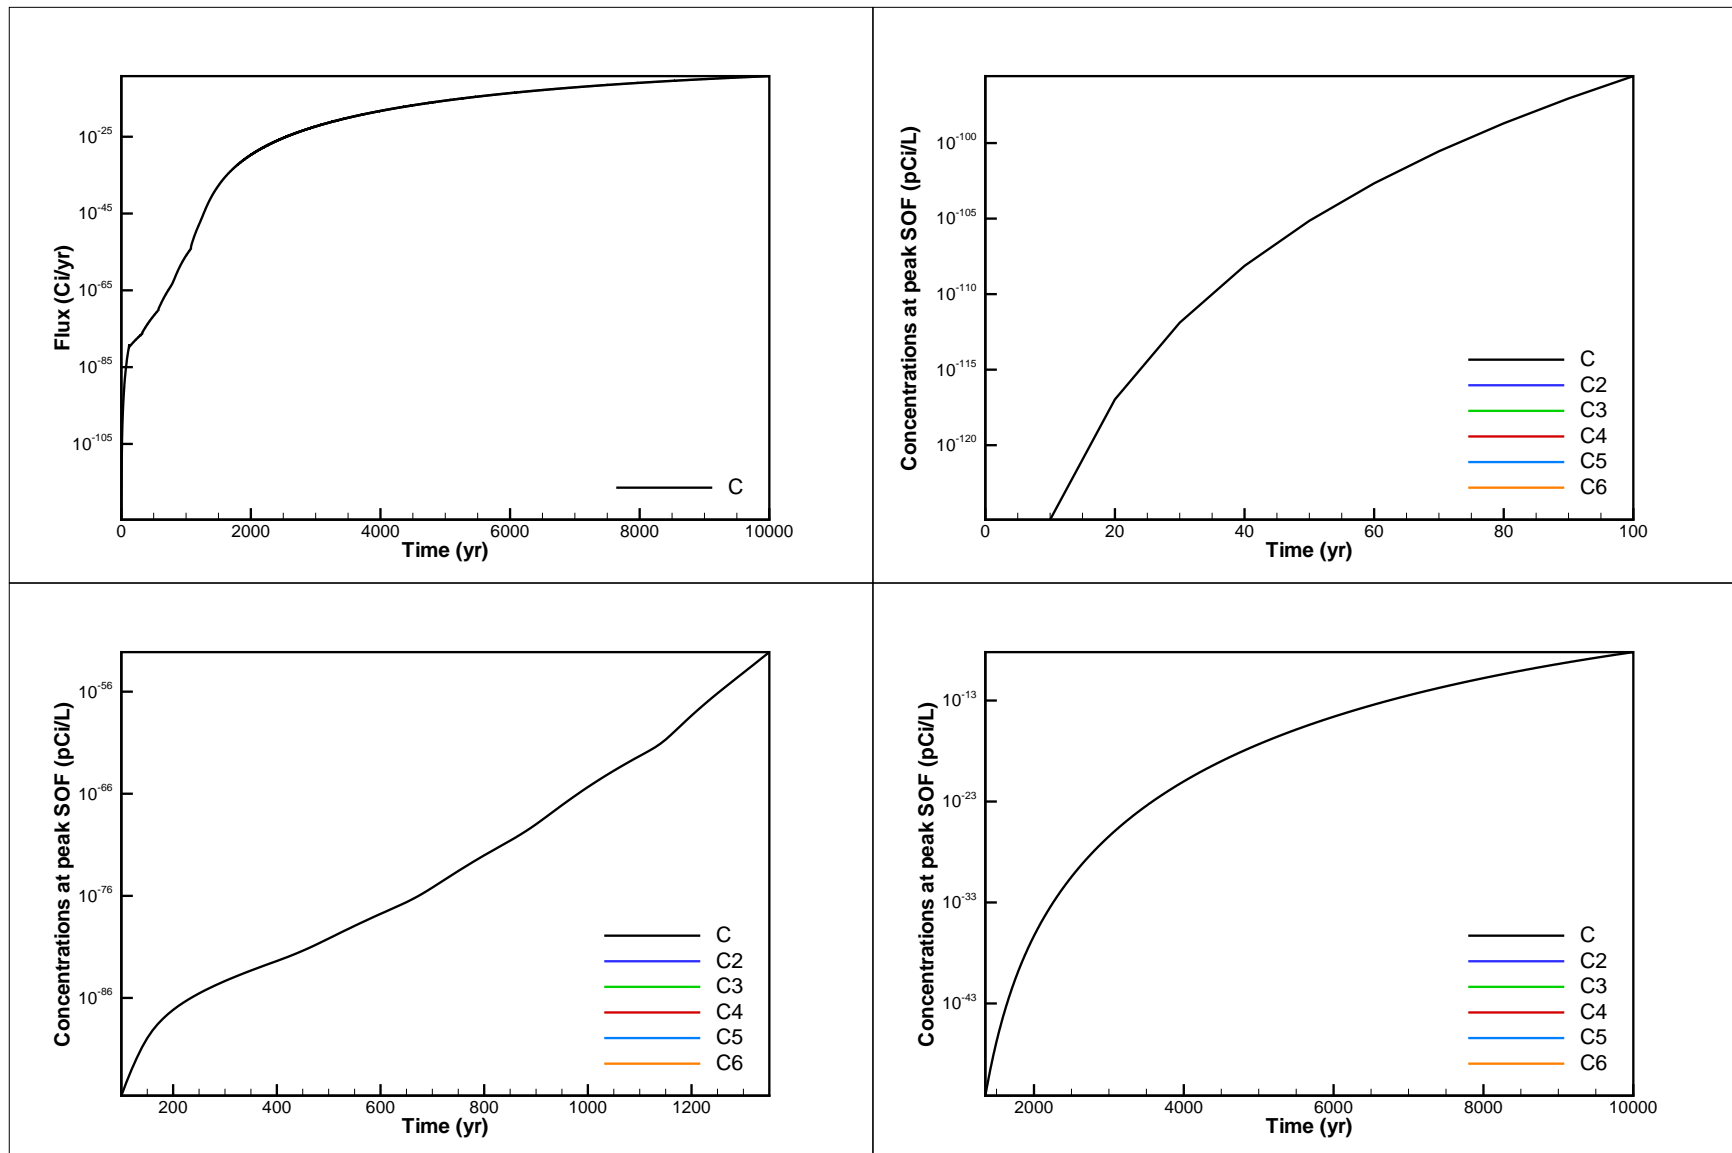 Flux (Ci/yr)
10^-25
10^-45
10^-65
10^-85
10^-105
C
0 2000 4000 6000 8000 10000
Time (yr)
Concentrations at peak SOF (pCi/L)
10^-100
10^-105
10^-110
10^-115
10^-120
C
C2
C3
C4
C5
C6
0 20 40 60 80 100
Time (yr)
Concentrations at peak SOF (pCi/L)
10^-56
10^-66
10^-76
10^-86
C
C2
C3
C4
C5
C6
200 400 600 800 1000 1200
Time (yr)
Concentrations at peak SOF (pCi/L)
10^-13
10^-23
10^-33
10^-43
C
C2
C3
C4
C5
C6
2000 4000 6000 8000 10000
Time (yr)